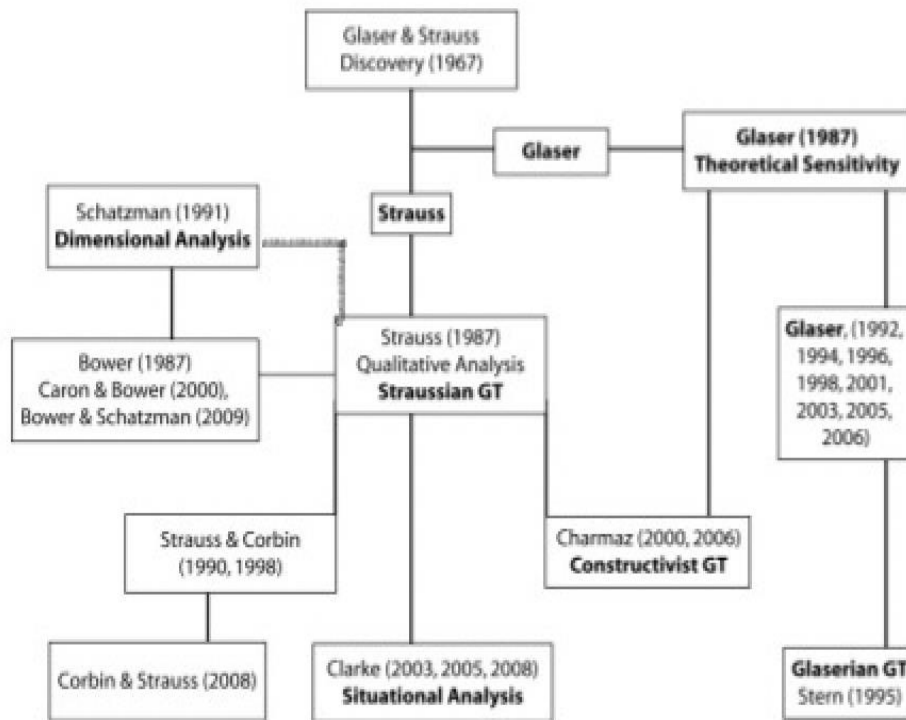 Glaser & Strauss
Discovery (1967)
Glaser
Glaser (1987)
Theoretical Sensitivity
Strauss
Schatzman (1991)
Dimensional Analysis
Strauss (1987)
Qualitative Analysis
Straussian GT
Glaser, (1992,
1994, 1996,
1998, 2001,
2003, 2005,
2006)
Bower (1987)
Caron & Bower (2000),
Bower & Schatzman (2009)
Strauss & Corbin
(1990, 1998)
Charmaz (2000, 2006)
Constructivist GT
Corbin & Strauss (2008)
Clarke (2003, 2005, 2008)
Situational Analysis
Glaserian GT
Stern (1995)